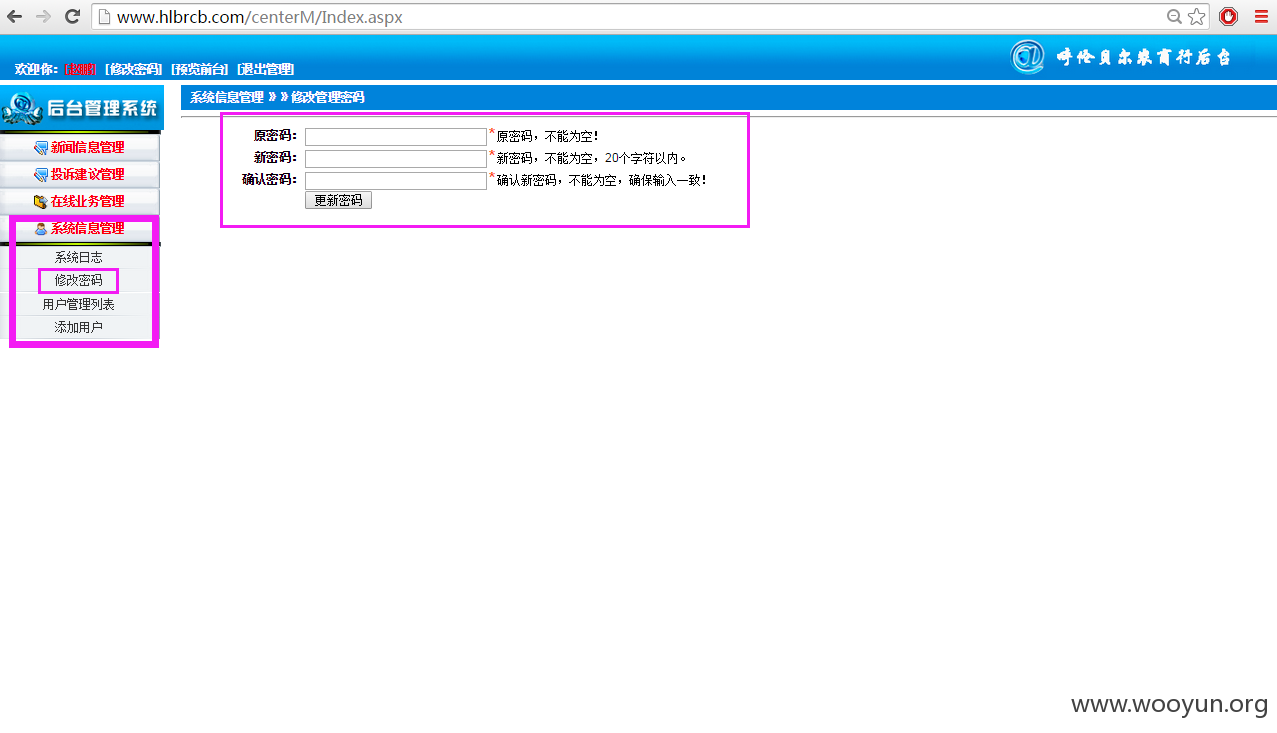 www.hlbrcb.com/centerM/Index.aspx
欢迎你: [修改密码] [预览前台] [退出管理]
呼伦贝尔农商行后台
后台管理系统
系统信息管理 》 》修改管理密码
新闻信息管理
投诉建议管理
在线业务管理
系统信息管理
系统日志
修改密码
用户管理列表
添加用户
原密码: *原密码，不能为空!
新密码: *新密码，不能为空，20个字符以内。
确认密码: *确认新密码，不能为空，确保输入一致!
更新密码
www.wooyun.org